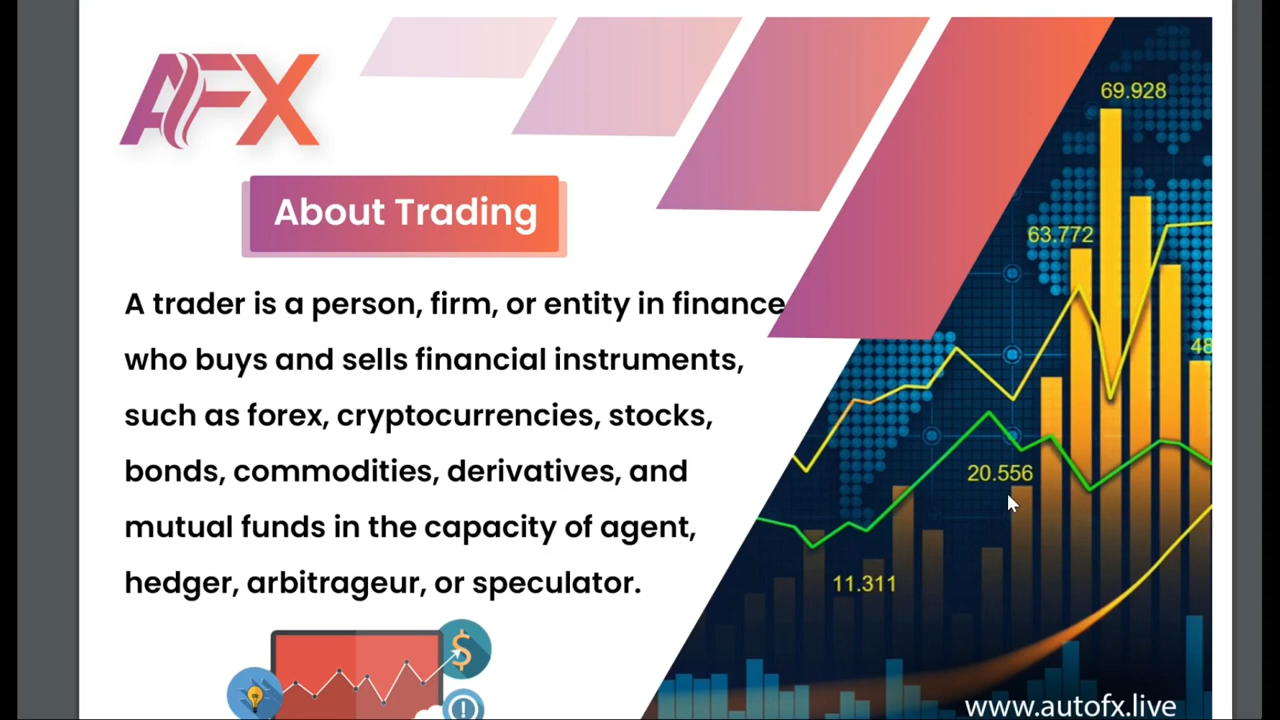 AFX
69.928
About Trading
63.772
A trader is a person, firm, or entity in finance
who buys and sells financial instruments,
48
such as forex, cryptocurrencies, stocks,
bonds, commodities, derivatives, and
20.556
mutual funds in the capacity of agent,
hedger, arbitrageur, or speculator.
11.311
$
!
www.autofx.live